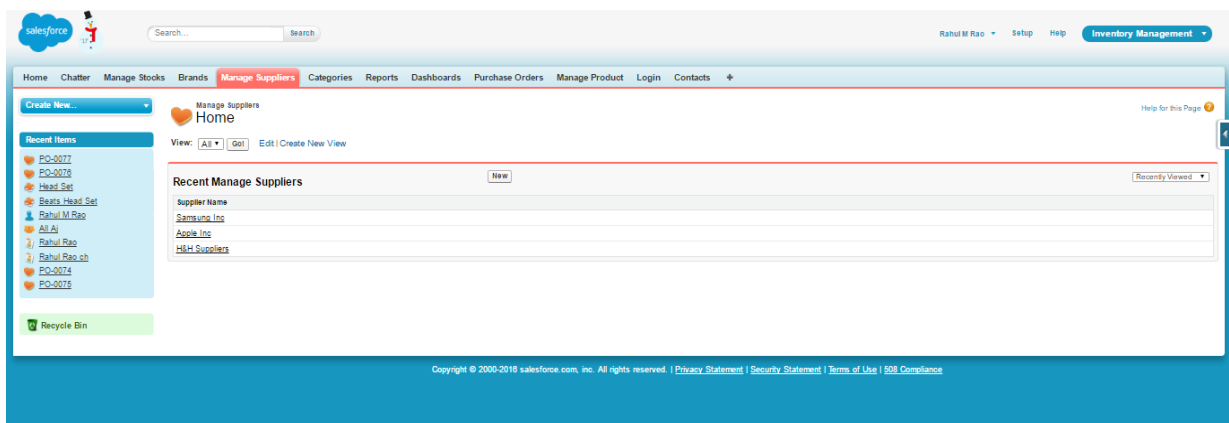 salesforce
Search... Search
Rahul M Rao Setup Help Inventory Management
Home Chatter Manage Stocks Brands Manage Suppliers Categories Reports Dashboards Purchase Orders Manage Product Login Contacts +
Create New...
Recent Items
PO-0077
PO-0076
Head Set
Beats Head Set
Rahul M Rao
All Aj
Rahul Rao
Rahul Rao ch
PO-0074
PO-0075
Recycle Bin
Manage Suppliers
Home
Help for this Page ?
View: All Go! Edit | Create New View
Recent Manage Suppliers New Recently Viewed
Supplier Name
Samsung Inc
Apple Inc
H&H Suppliers
Copyright © 2000-2016 salesforce.com, inc. All rights reserved. | Privacy Statement | Security Statement | Terms of Use | 508 Compliance